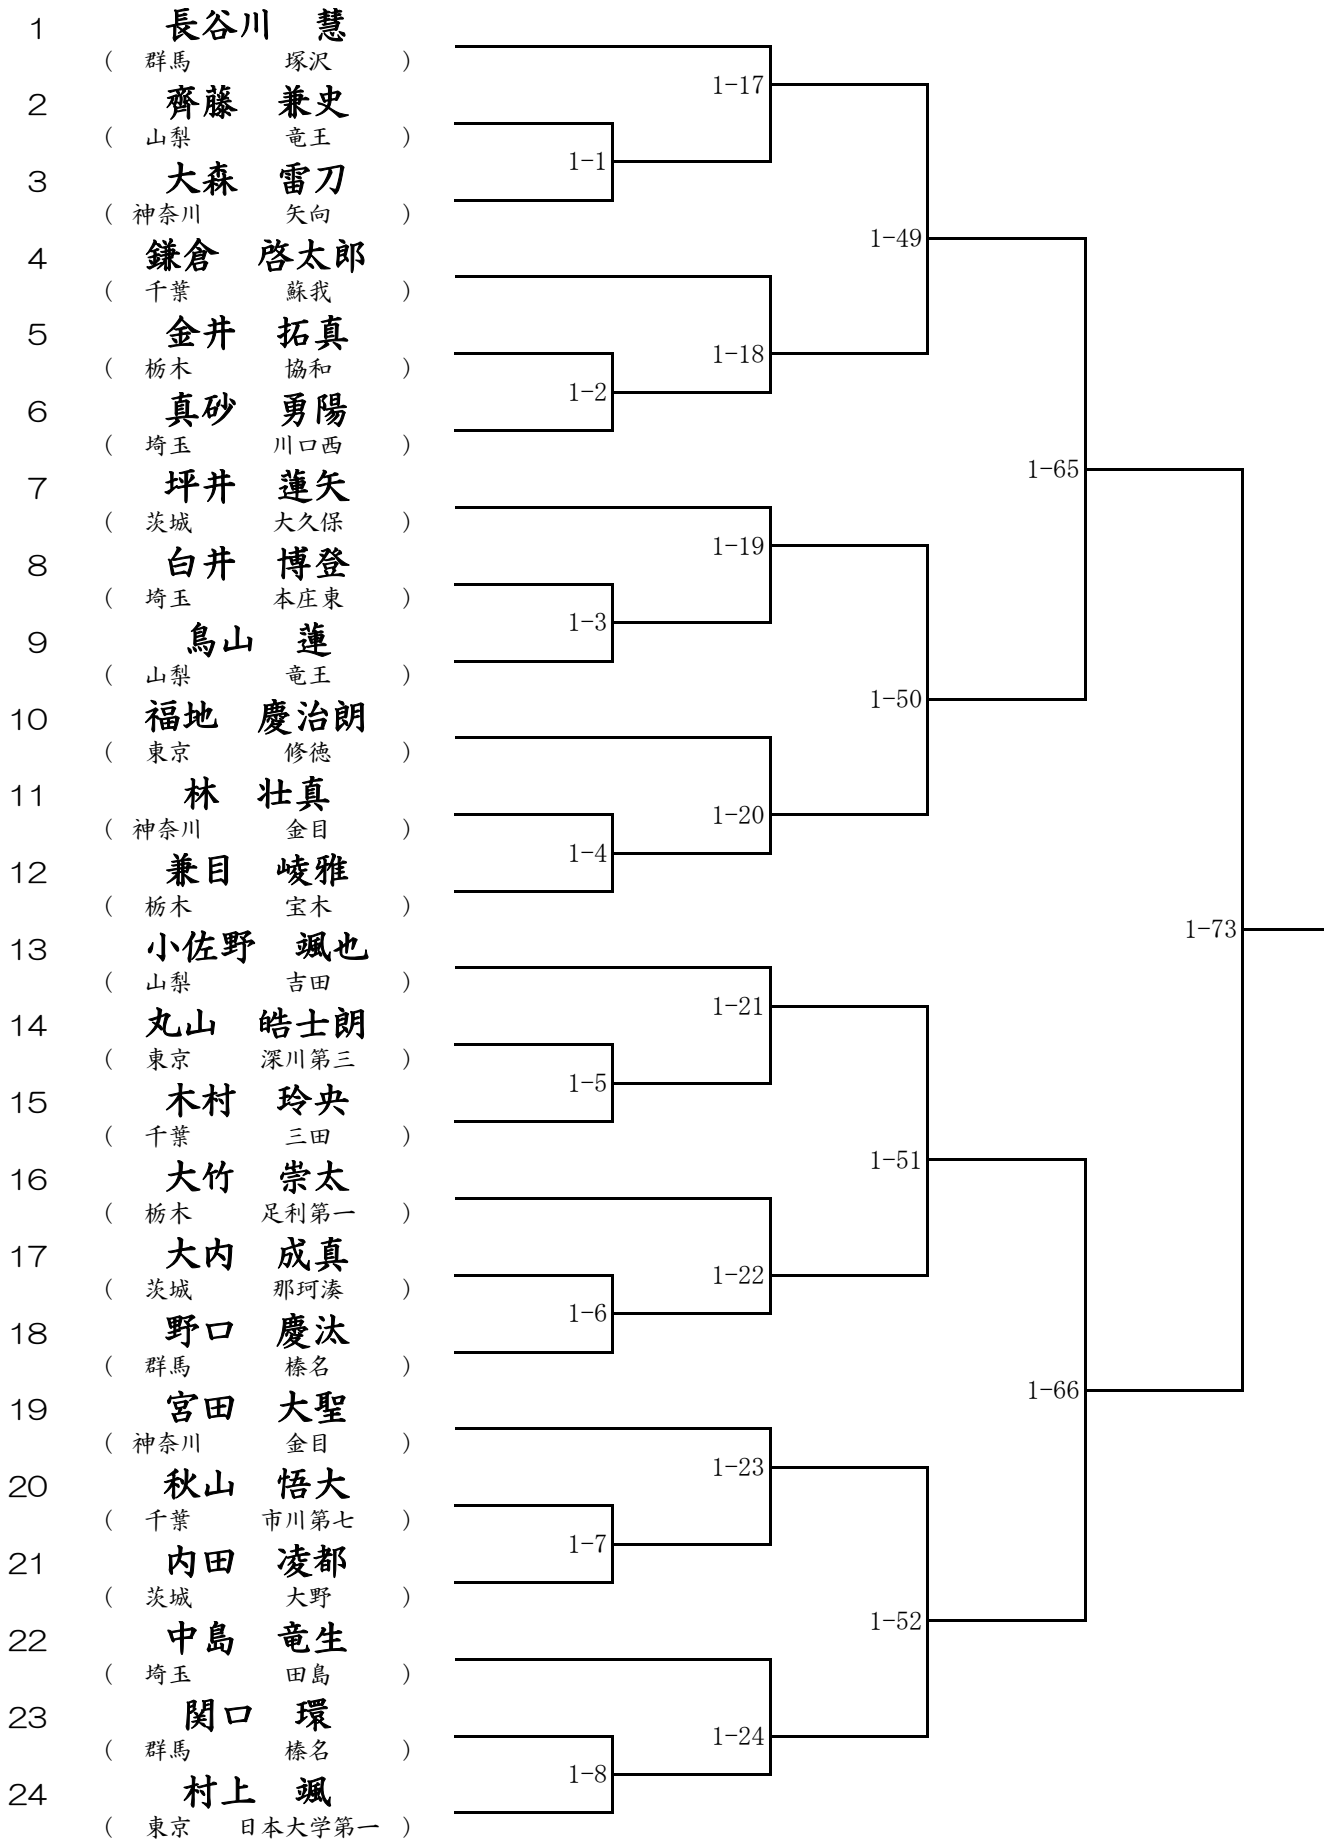 1 長谷川 慧
( 群馬 塚沢 )
1-17
2 齊藤 兼史
( 山梨 竜王 )
1-1
3 大森 雷刀
( 神奈川 矢向 )
1-49
4 鎌倉 啓太郎
( 千葉 蘇我 )
5 金井 拓真
1-18
( 栃木 協和 )
1-2
6 真砂 勇陽
( 埼玉 川口西 )
1-65
7 坪井 蓮矢
( 茨城 大久保 )
1-19
8 白井 博登
( 埼玉 本庄東 )
1-3
9 鳥山 蓮
( 山梨 竜王 )
1-50
10 福地 慶治朗
( 東京 修徳 )
11 林 壮真
1-20
( 神奈川 金目 )
1-4
12 兼目 崚雅
( 栃木 宝木 )
1-73
13 小佐野 颯也
( 山梨 吉田 )
1-21
14 丸山 皓士朗
( 東京 深川第三 )
1-5
15 木村 玲央
( 千葉 三田 )
1-51
16 大竹 崇太
( 栃木 足利第一 )
17 大内 成真
1-22
( 茨城 那珂湊 )
1-6
18 野口 慶汰
( 群馬 榛名 )
1-66
19 宮田 大聖
( 神奈川 金目 )
1-23
20 秋山 悟大
( 千葉 市川第七 )
1-7
21 内田 凌都
( 茨城 大野 )
1-52
22 中島 竜生
( 埼玉 田島 )
23 関口 環
1-24
( 群馬 榛名 )
1-8
24 村上 颯
( 東京 日本大学第一 )